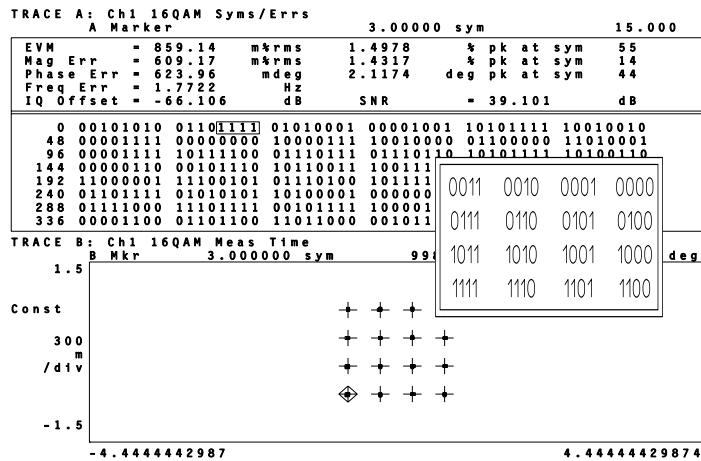 TRACE A: Ch1 16QAM Syms/Errs
A Marker 3.00000 sym 15.000
EVM = 859.14 m%rms 1.4978 % pk at sym 55
Mag Err = 609.17 m%rms 1.4317 % pk at sym 14
Phase Err = 623.96 mdeg 2.1174 deg pk at sym 44
Freq Err = 1.7722 Hz
IQ Offset = -66.106 dB SNR = 39.101 dB
0 00101010 01101111 01010001 00001001 10101111 10010010
48 00001111 00000000 10000111 10010000 01100000 11010001
96 00001111 10111100 01110111 01110110 10101111 10100110
144 00000110 11110110 10110011 100111
192 11000001 11100101 01110100 101111
240 01101111 01010101 10101001 000000
288 01111000 11101111 00101011 101111
336 00001100 01101100 11011000 001011
0011 0010 0001 0000
0111 0110 0101 0100
1011 1010 1001 1000
1111 1110 1101 1100
TRACE B: Ch1 16QAM Meas Time
B Mkr 3.000000 sym 998 deg
1.5
Const
300
m
/div
-1.5
-4.4444442987 4.44444429874